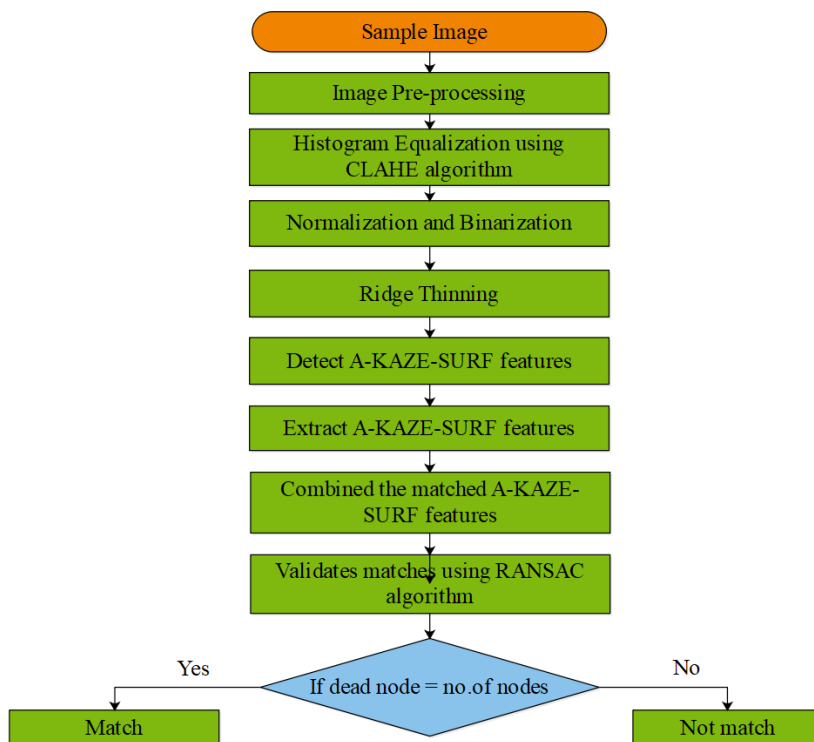 Sample Image
Image Pre-processing
Histogram Equalization using
CLAHE algorithm
Normalization and Binarization
Ridge Thinning
Detect A-KAZE-SURF features
Extract A-KAZE-SURF features
Combined the matched A-KAZE-
SURF features
Validates matches using RANSAC
algorithm
Yes
If dead node = no.of nodes
No
Match
Not match